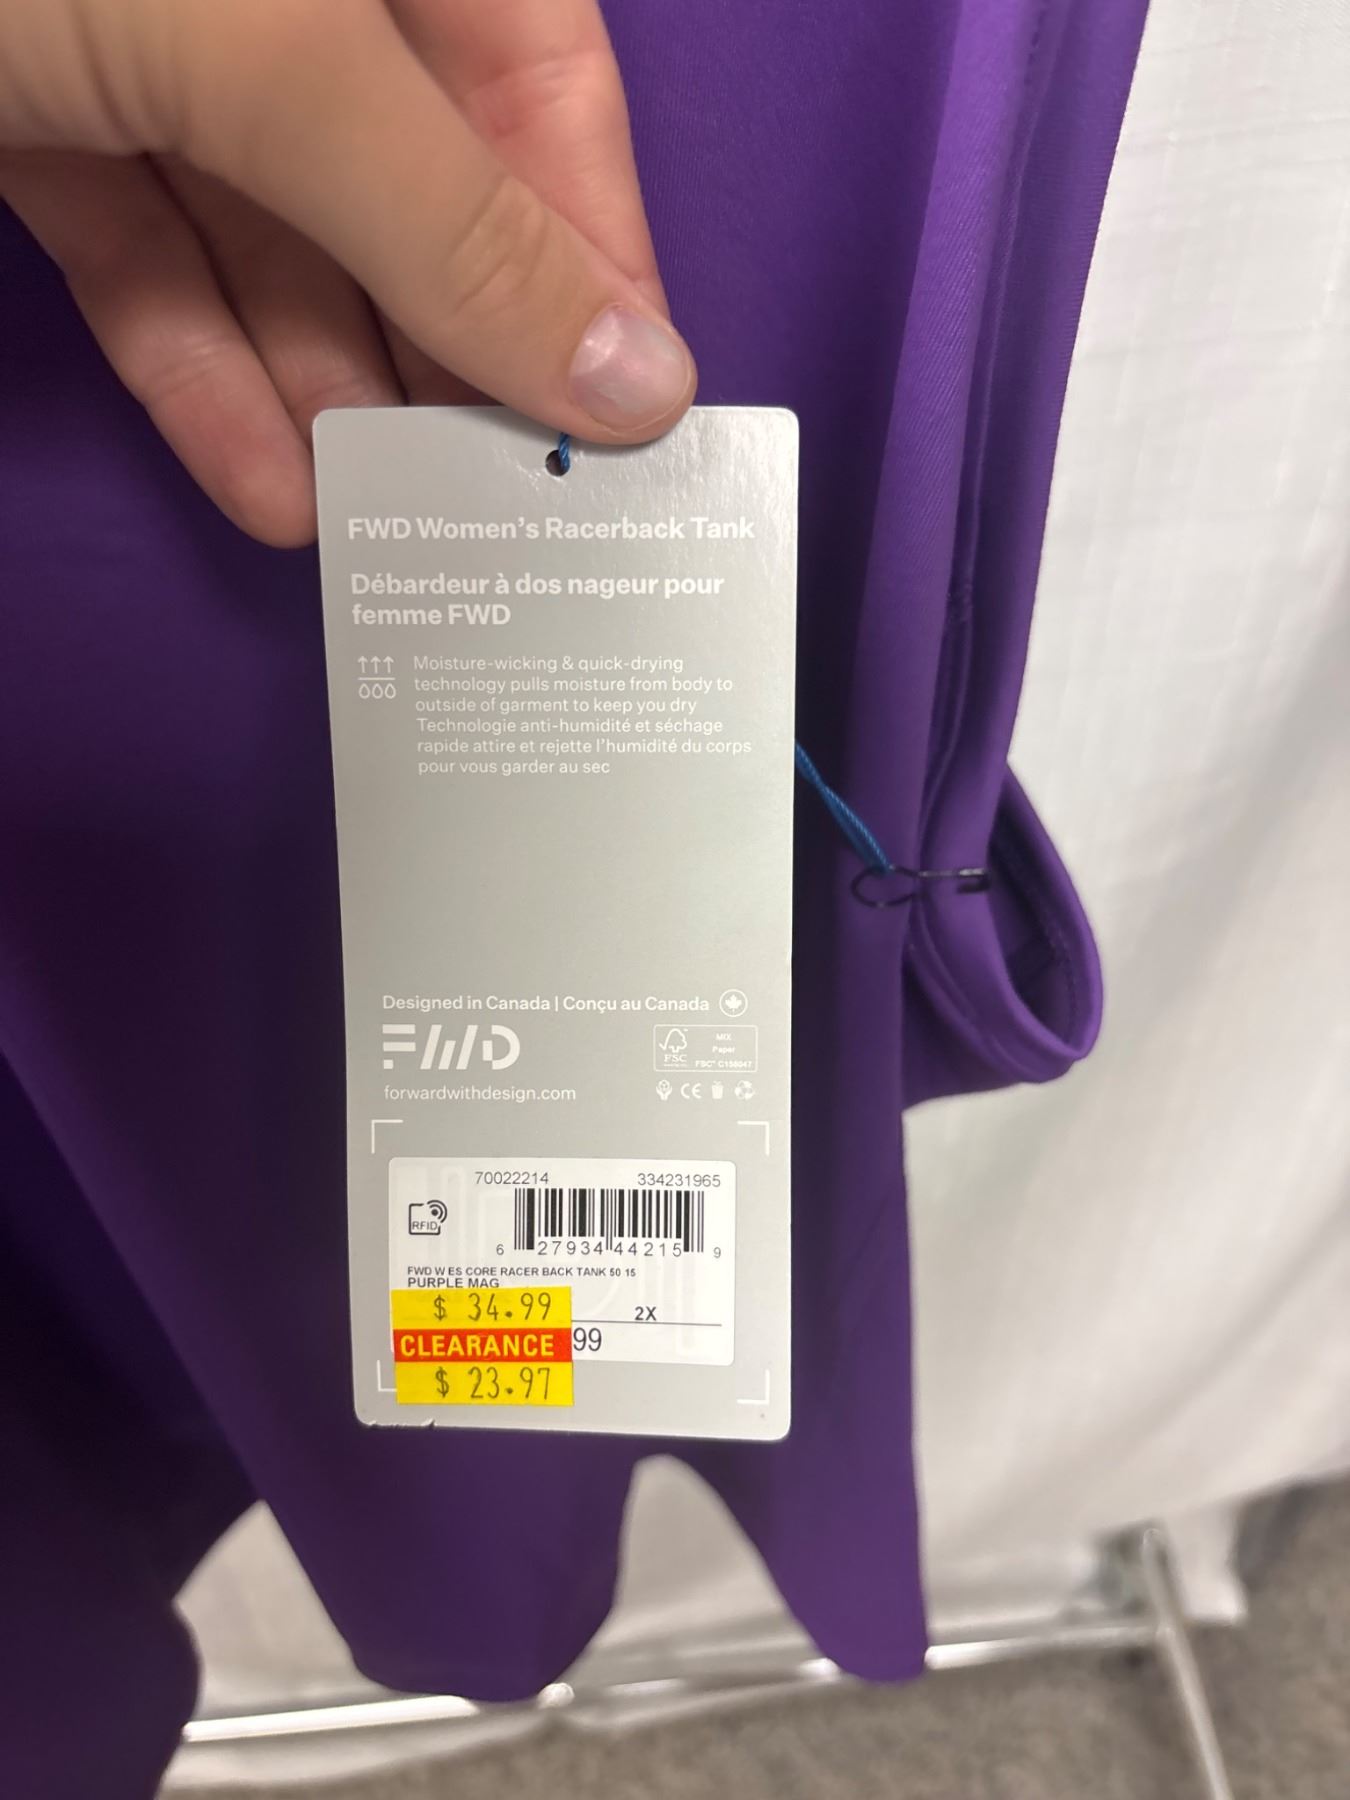 FWD Women's Racerback Tank
Débardeur à dos nageur pour
femme FWD
Moisture-wicking & quick-drying
technology pulls moisture from body to
outside of garment to keep you dry
Technologie anti-humidité et séchage
rapide attire et rejette l'humidité du corps
pour vous garder au sec
Designed in Canada | Conçu au Canada
FWD
MIX
Paper
FSC
FSC® C136047
forwardwithdesign.com
CE
70022214 334231965
RFID
6 27934 44215 9
FWD W ES CORE RACER BACK TANK 50 15
PURPLE MAG
$ 34.99
2X
CLEARANCE
99
$ 23.97